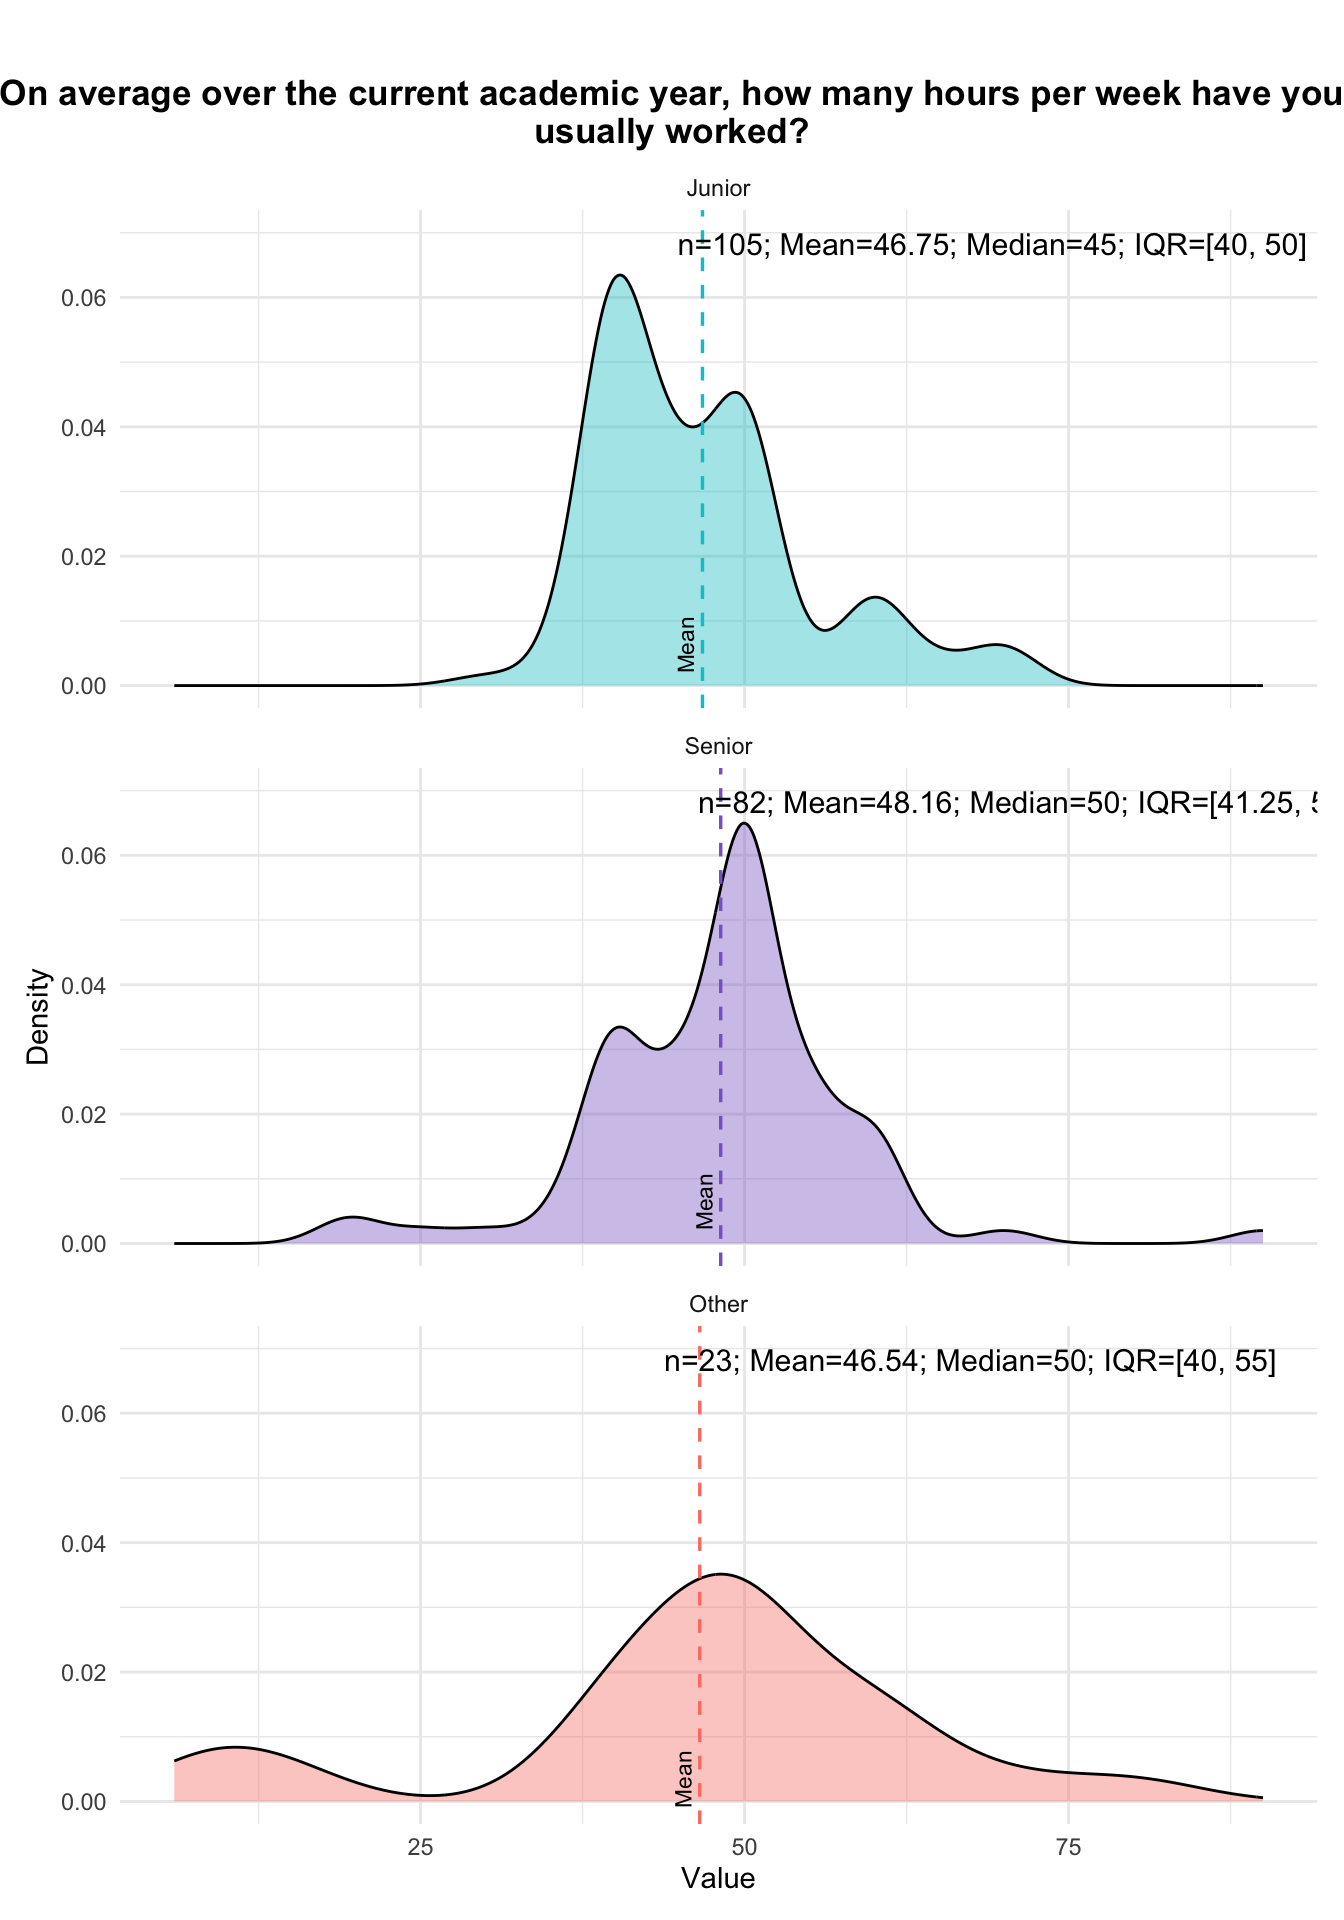 On average over the current academic year, how many hours per week have you
usually worked?
Junior
n=105; Mean=46.75; Median=45; IQR=[40, 50]
0.06
0.04
0.02
Mean
0.00
Senior
n=82; Mean=48.16; Median=50; IQR=[41.25,
0.06
0.04
Density
0.02
Mean
0.00
Other
n=23; Mean=46.54; Median=50; IQR=[40, 55]
0.06
0.04
0.02
Mean
0.00
25 50 75
Value